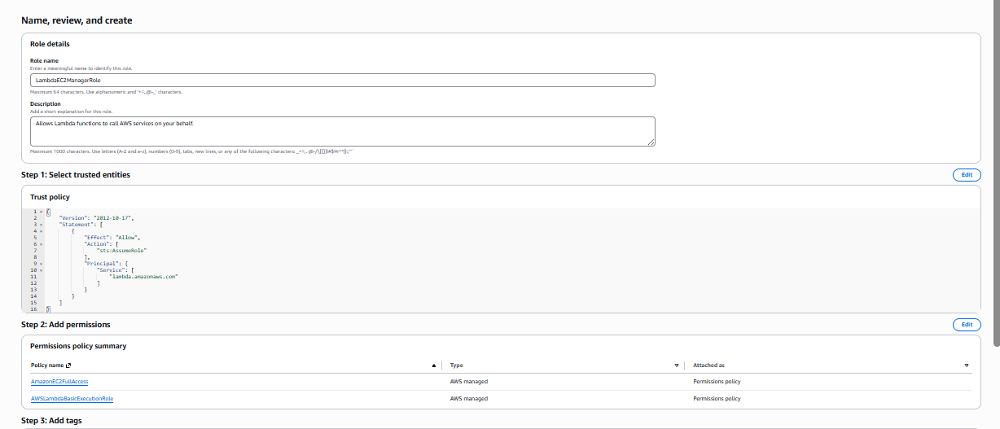 Name, review, and create
Role details
Role name
Enter a meaningful name to identify this role.
LambdaEC2ManagerRole
Maximum 64 characters. Use alphanumeric and '+=,.@-_' characters.
Description
Add a short explanation for this role.
Allows Lambda functions to call AWS services on your behalf.
Maximum 1000 characters. Use letters (A-Z and a-z), numbers (0-9), tabs, new lines, or any of the following characters:
Step 1: Select trusted entities
Edit
Trust policy
1 {
2 "Version": "2012-10-17",
3 "Statement": [
4 {
5 "Effect": "Allow",
6 "Action": [
7 "sts:AssumeRole"
8 ],
9 "Principal": {
10 "Service": [
11 "lambda.amazonaws.com"
12 ]
13 }
14 }
15 ]
16 }
Step 2: Add permissions
Edit
Permissions policy summary
Policy name Type Attached as
AmazonEC2FullAccess AWS managed Permissions policy
AWSLambdaBasicExecutionRole AWS managed Permissions policy
Step 3: Add tags